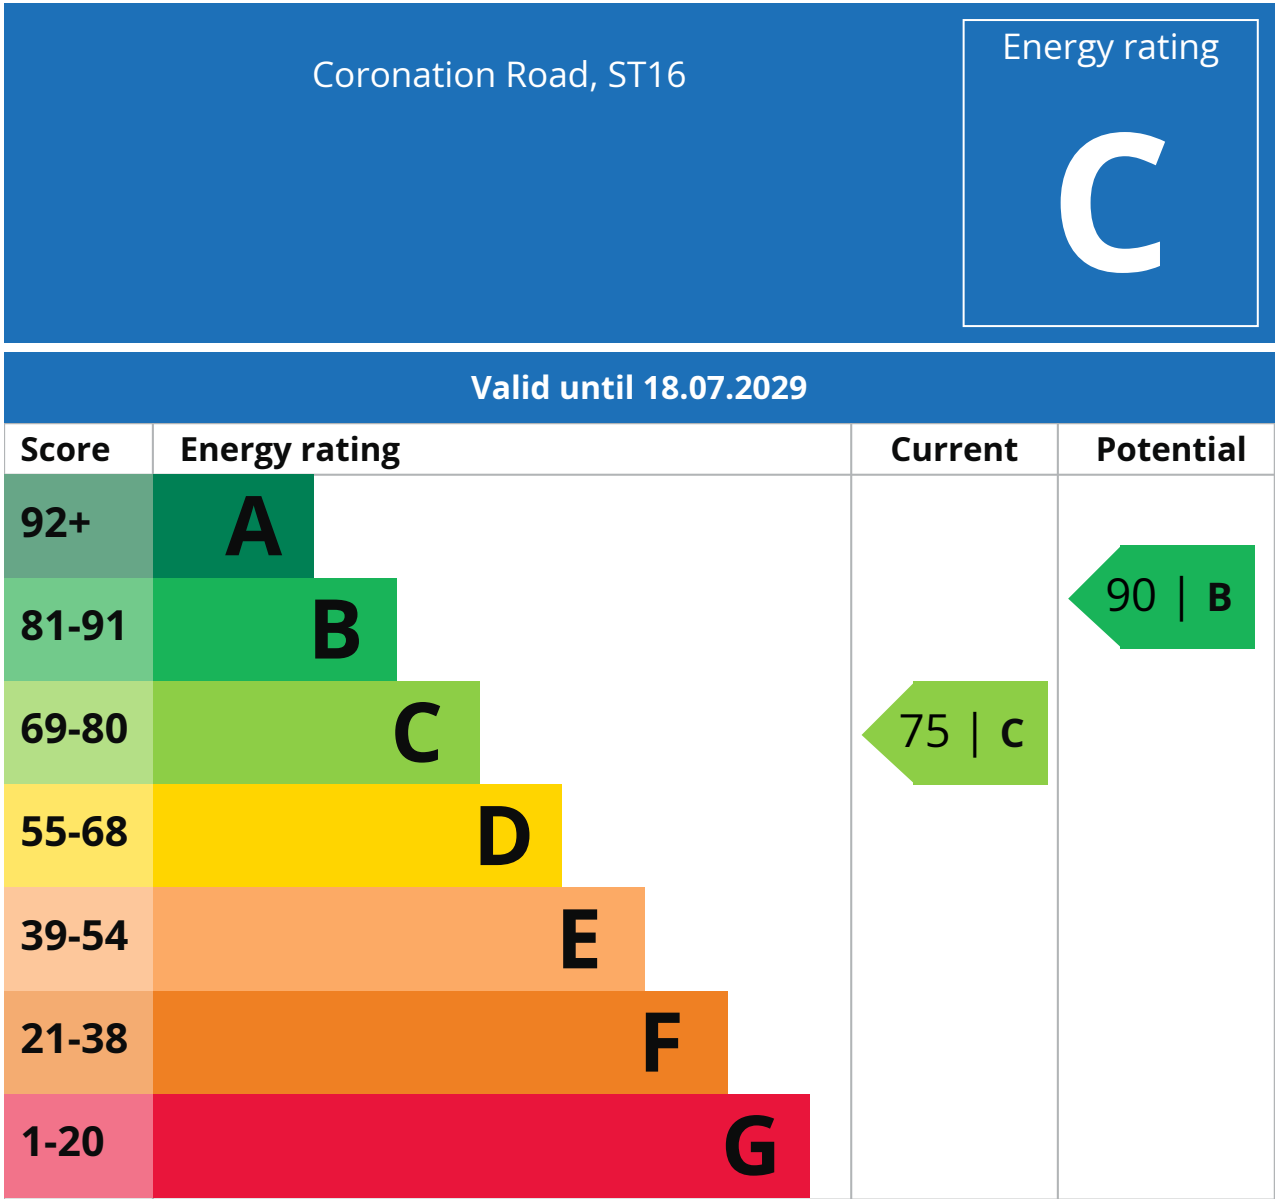 Coronation Road, ST16
Energy rating
C
Valid until 18.07.2029
Score Energy rating Current Potential
92+ A
81-91 B
90 | B
69-80 C
75 | C
55-68 D
39-54 E
21-38 F
1-20 G